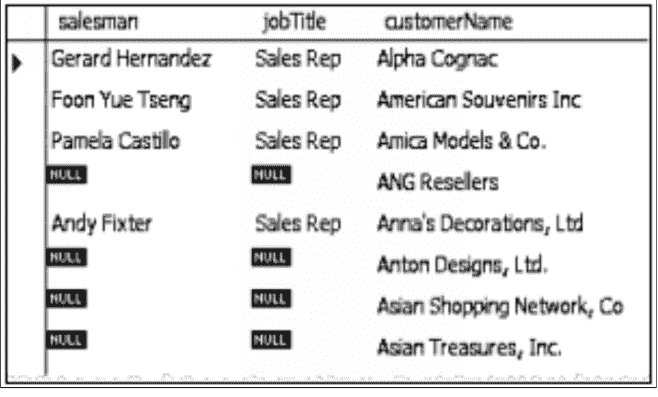 salesman jobTitle customerName
Gerard Hernandez Sales Rep Alpha Cognac
Foon Yue Tseng Sales Rep American Souvenirs Inc
Pamela Castillo Sales Rep Amica Models & Co.
NULL NULL ANG Resellers
Andy Fixter Sales Rep Anna's Decorations, Ltd
NULL NULL Anton Designs, Ltd.
NULL NULL Asian Shopping Network, Co
NULL NULL Asian Treasures, Inc.